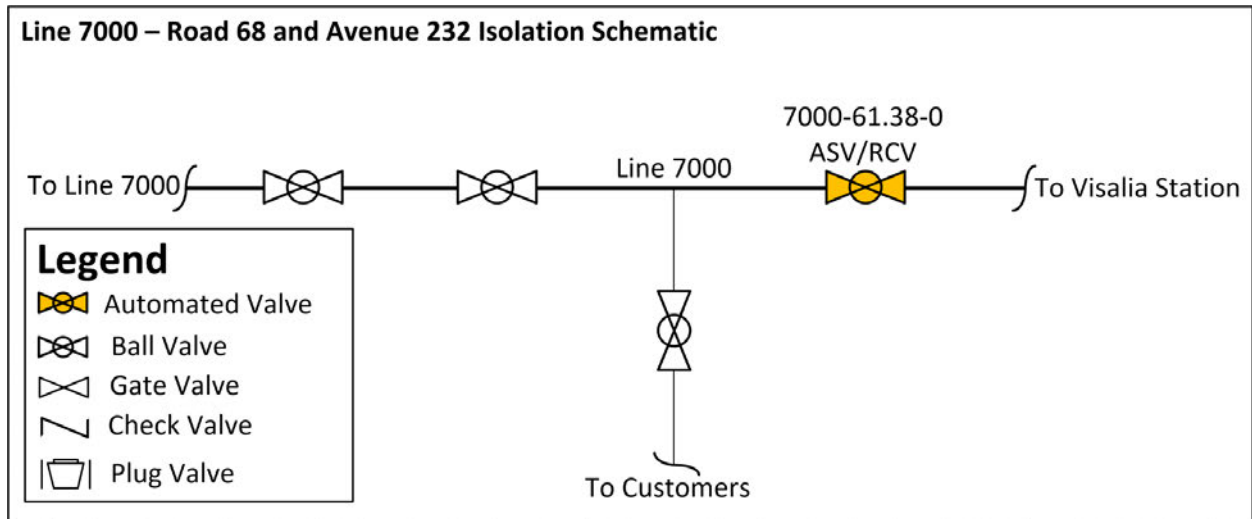 Line 7000 – Road 68 and Avenue 232 Isolation Schematic
7000-61.38-0
ASV/RCV
To Line 7000
Line 7000
To Visalia Station
Legend
Automated Valve
Ball Valve
Gate Valve
Check Valve
Plug Valve
To Customers